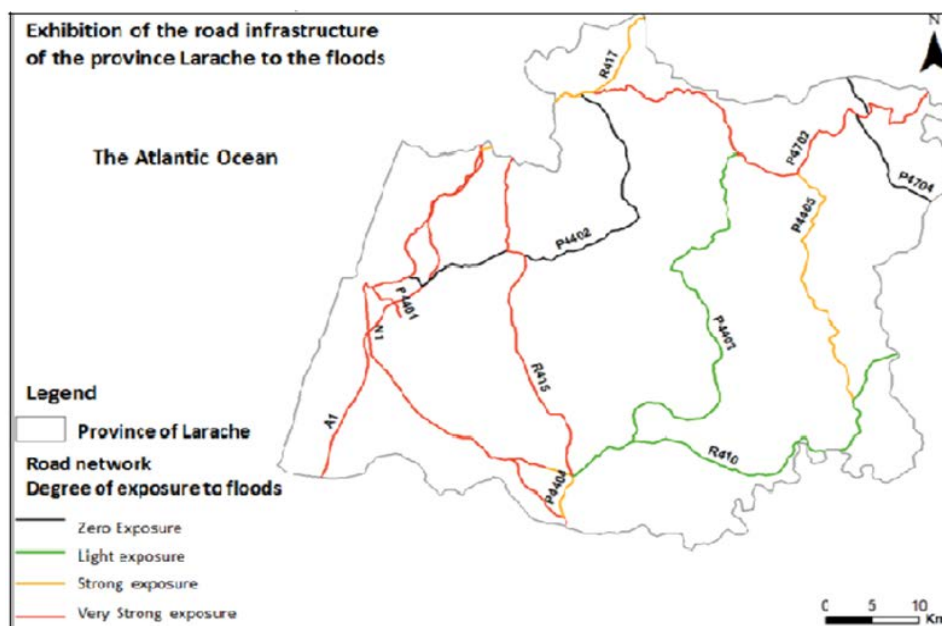 Exhibition of the road infrastructure
of the province Larache to the floods
N
R417
The Atlantic Ocean
P4702
P4704
P4405
P4402
P4401
N1
P4403
R415
A1
R410
P4404
Legend
Province of Larache
Road network
Degree of exposure to floods
Zero Exposure
Light exposure
Strong exposure
Very Strong exposure
0 5 10
Km